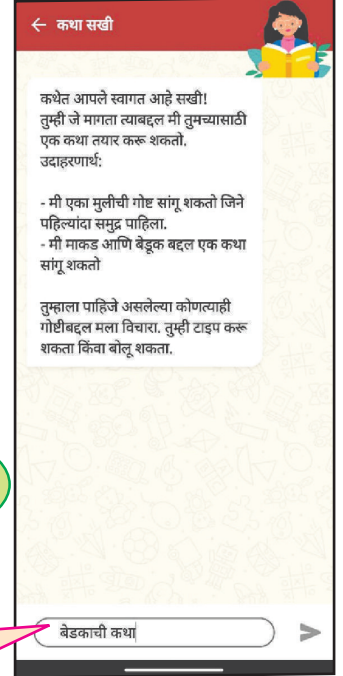 ← कथा सखी
कथेत आपले स्वागत आहे सखी!
तुम्ही जे मागता त्याबद्दल मी तुमच्यासाठी
एक कथा तयार करू शकतो.
उदाहरणार्थ:
- मी एका मुलीची गोष्ट सांगू शकतो जिने
पहिल्यांदा समुद्र पाहिला.
- मी माकड आणि बेडूक बद्दल एक कथा
सांगू शकतो
तुम्हाला पाहिजे असलेल्या कोणत्याही
गोष्टीबद्दल मला विचारा. तुम्ही टाइप करू
शकता किंवा बोलू शकता.
बेडकाची कथा